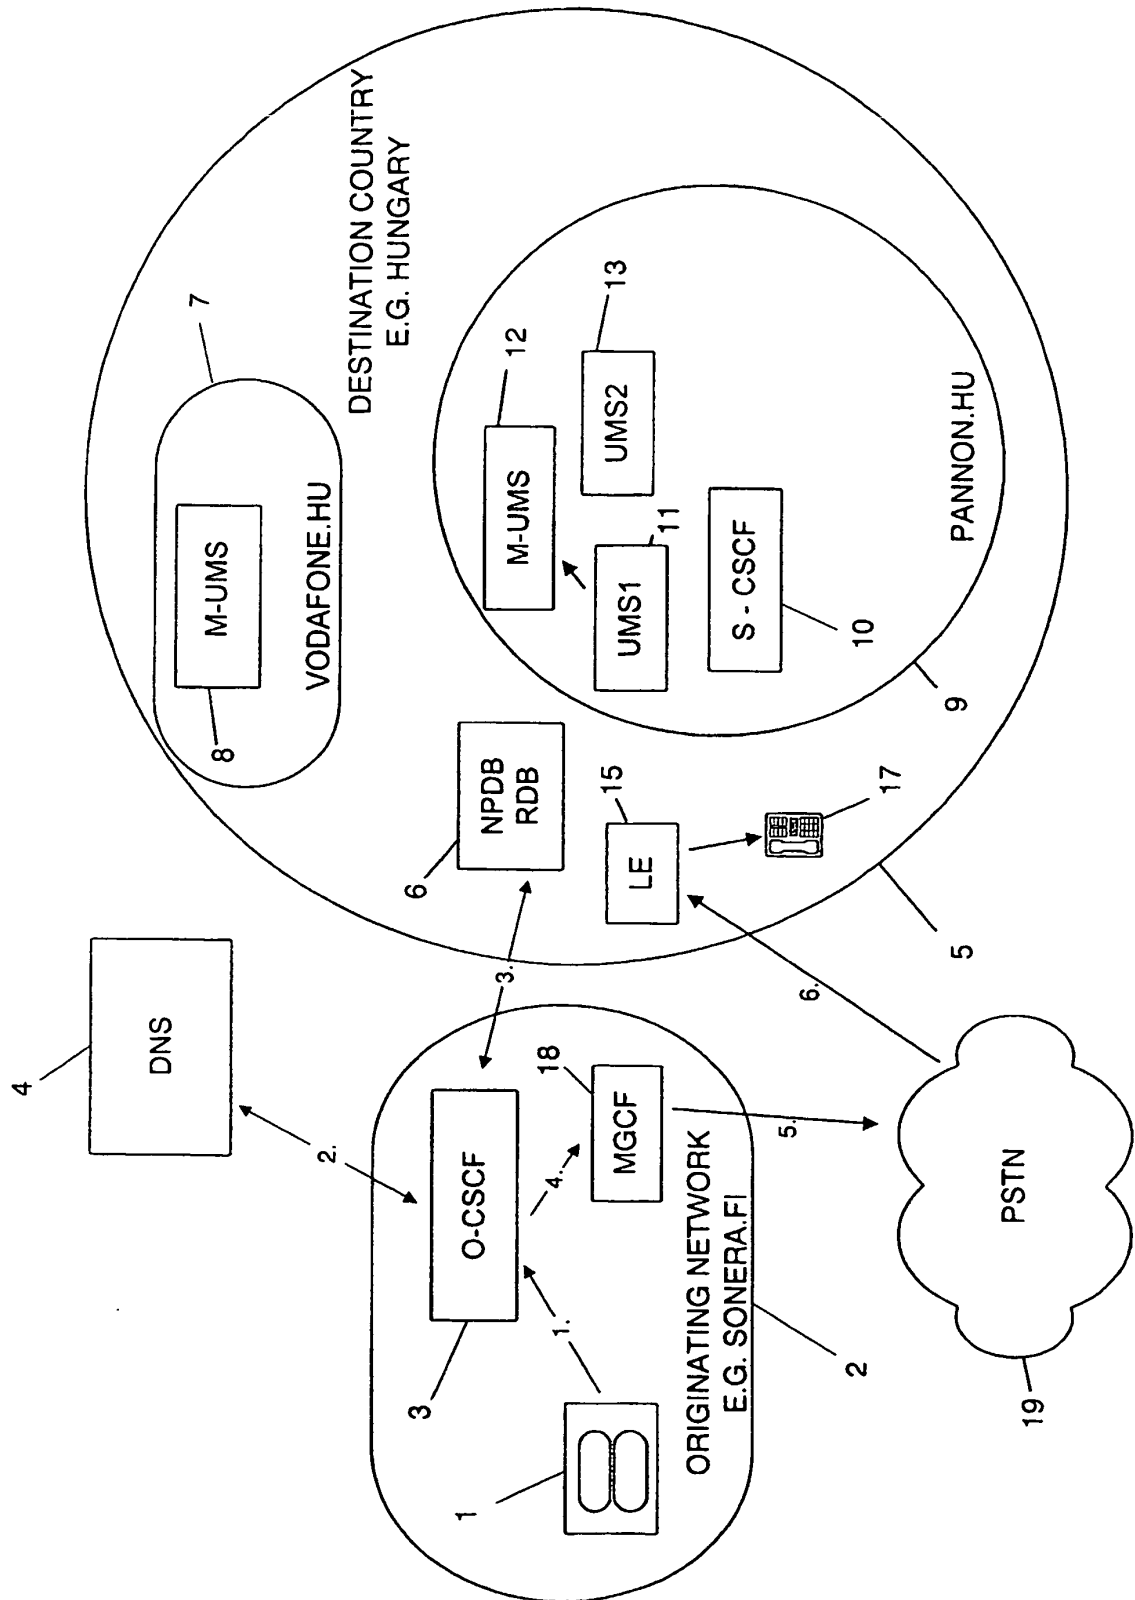 4
DNS
2.
3
O-CSCF
1.
4.
18
MGCF
5.
1
ORIGINATING NETWORK
E.G. SONERA.FI
2
19
PSTN
6.
3.
6
NPDB
RDB
15
LE
17
5
7
8
M-UMS
VODAFONE.HU
DESTINATION COUNTRY
E.G. HUNGARY
12
M-UMS
13
UMS2
11
UMS1
S - CSCF
10
PANNON.HU
9